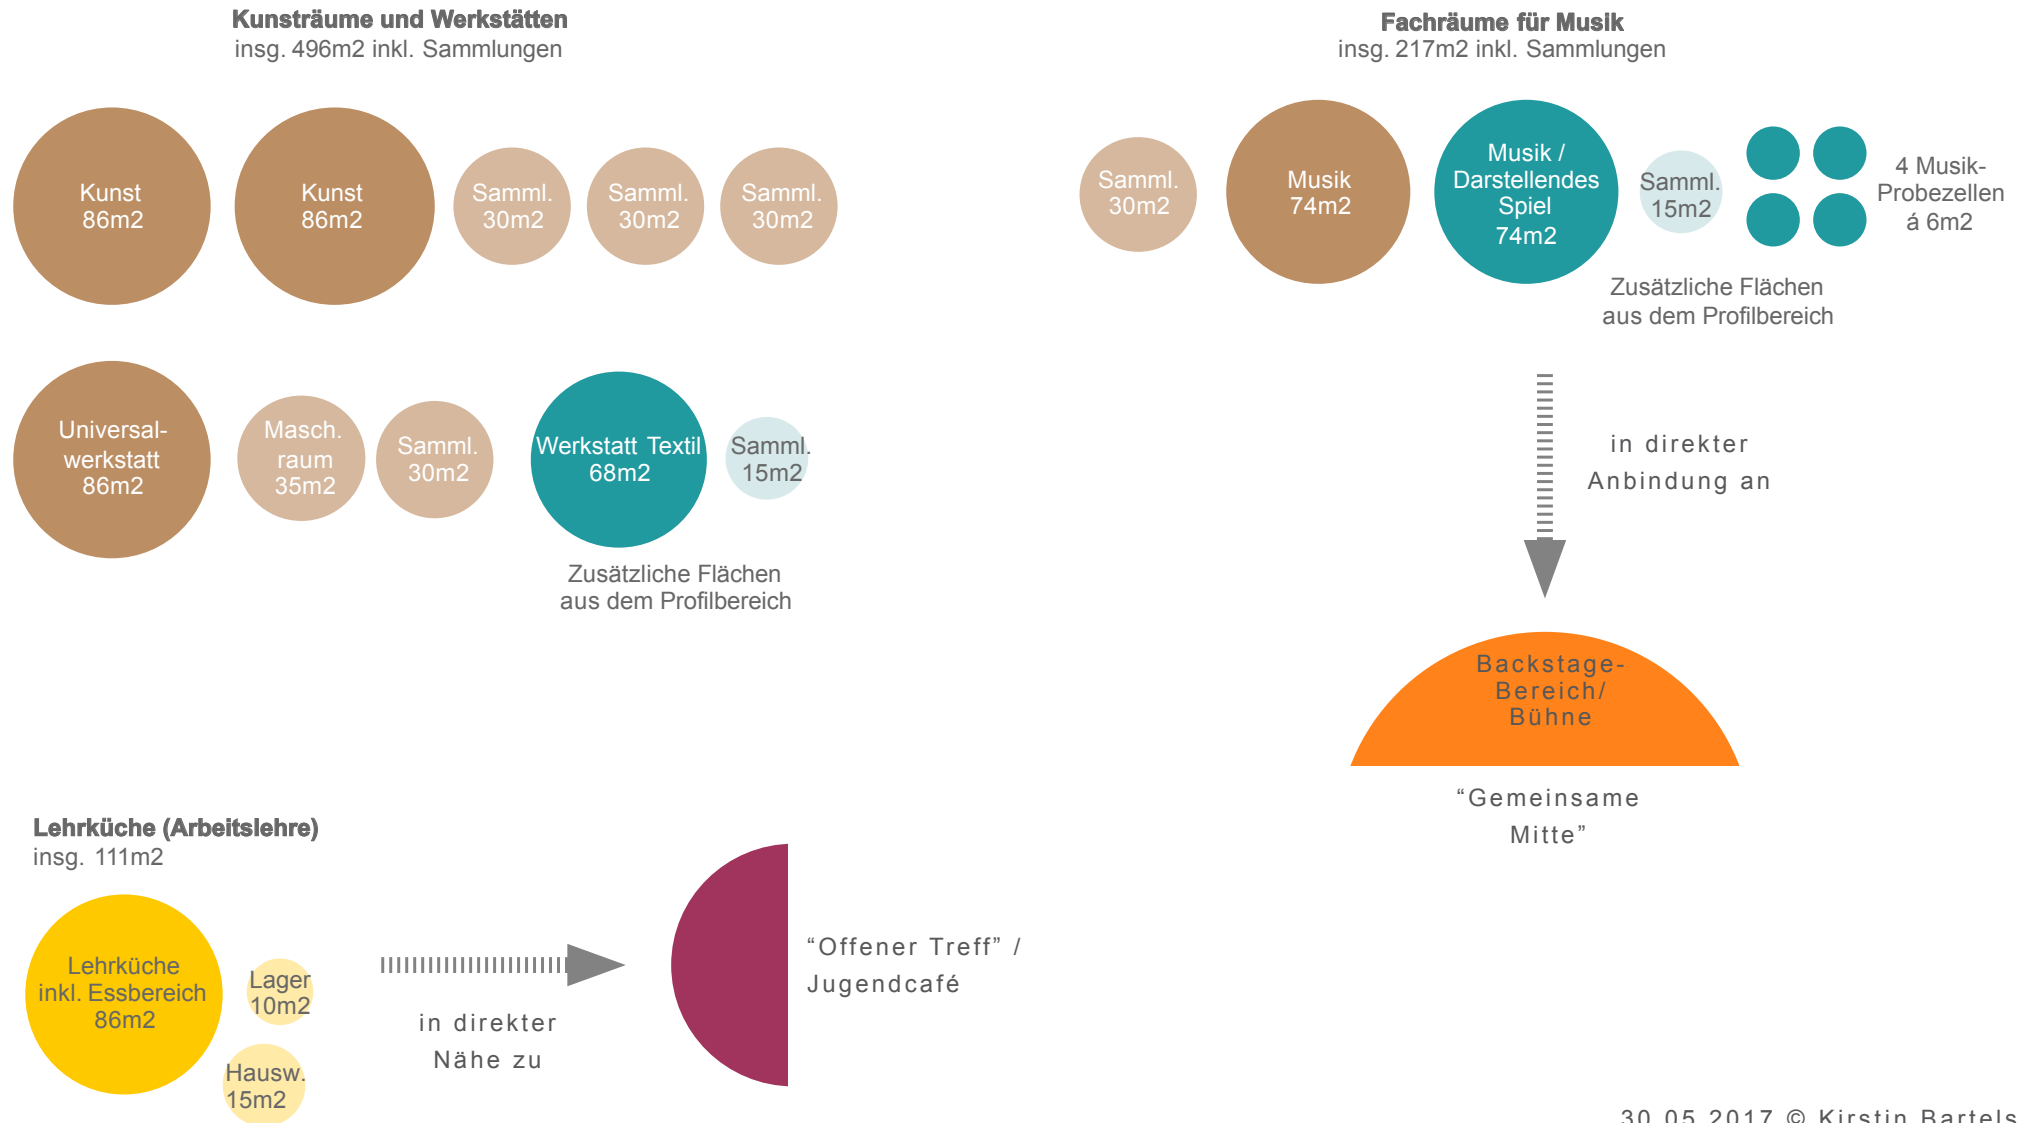 Kunsträume und Werkstätten
insg. 496m2 inkl. Sammlungen
Kunst
86m2
Kunst
86m2
Samml.
30m2
Samml.
30m2
Samml.
30m2
Universal-
werkstatt
86m2
Masch.
raum
35m2
Samml.
30m2
Werkstatt Textil
68m2
Samml.
15m2
Zusätzliche Flächen
aus dem Profilbereich
Fachräume für Musik
insg. 217m2 inkl. Sammlungen
Samml.
30m2
Musik
74m2
Musik /
Darstellendes
Spiel
74m2
Samml.
15m2
4 Musik-
Probezellen
á 6m2
Zusätzliche Flächen
aus dem Profilbereich
in direkter
Anbindung an
Backstage-
Bereich/
Bühne
“Gemeinsame
Mitte”
Lehrküche (Arbeitslehre)
insg. 111m2
Lehrküche
inkl. Essbereich
86m2
Lager
10m2
Hausw.
15m2
in direkter
Nähe zu
“Offener Treff” /
Jugendcafé
30.05.2017 © Kirstin Bartels